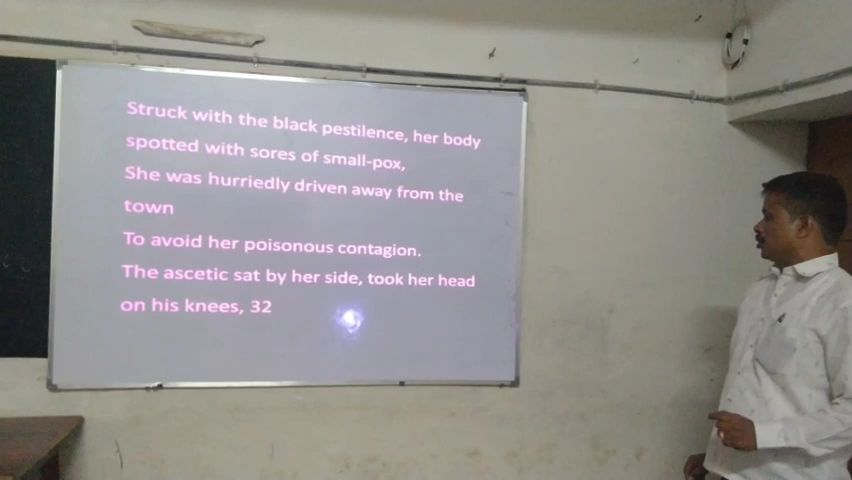 Struck with the black pestilence, her body
spotted with sores of small-pox,
She was hurriedly driven away from the
town
To avoid her poisonous contagion.
The ascetic sat by her side, took her head
on his knees, 32